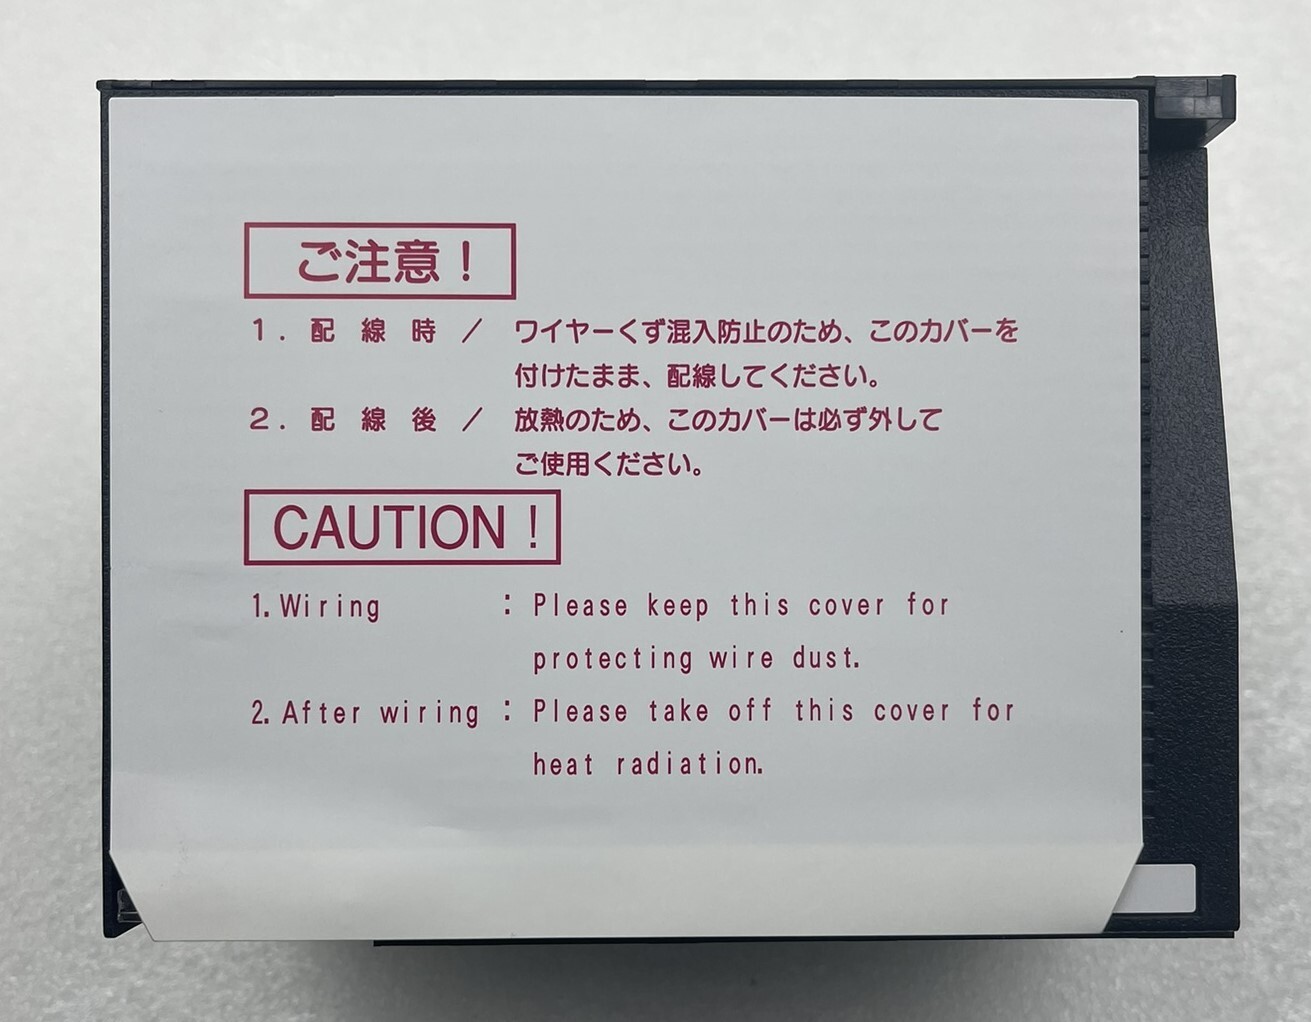 ご注意！
1. 配 線 時 / ワイヤーくず混入防止のため、このカバーを
付けたまま、配線してください。
2. 配 線 後 / 放熱のため、このカバーは必ず外して
ご使用ください。
CAUTION !
1. Wiring : Please keep this cover for
protecting wire dust.
2. After wiring : Please take off this cover for
heat radiation.